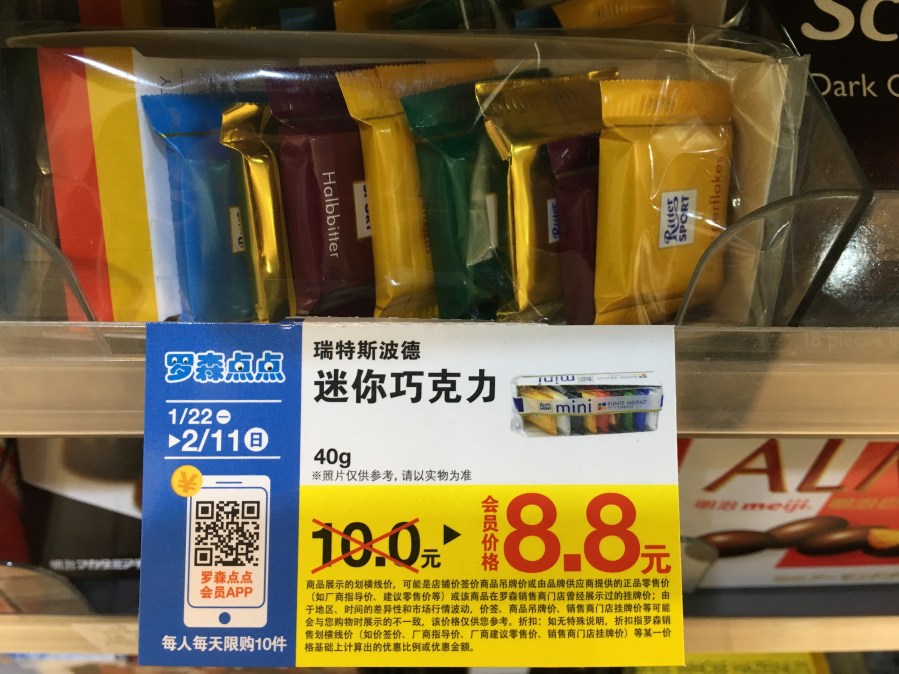 Dark
Halbbitter
Ritter
SPORT
罗森点点
1/22㊀
▶2/11㊐
罗森点点
会员APP
每人每天限购10件
瑞特斯波德
迷你巧克力
mini
40g
※照片仅供参考,请以实物为准
10.0元▶
会员价格
8.8元
商品展示的划横线价,可能是店铺价签价商品吊牌价或由品牌供应商提供的正品零售价
(如厂商指导价、建议零售价等)或该商品在罗森销售商门店曾经展示过的挂牌价;由
于地区、时间的差异性和市场行情波动,价签、商品吊牌价、销售商门店挂牌价等可能
会与您购物时展示的不一致,该价格仅供您参考。折扣:如无特殊说明,折扣指罗森销
售划横线价(如价签价、厂商指导价、厂商建议零售价、销售商门店挂牌价)等某一价
格基础上计算出的优惠比例或优惠金额。
明治 meiji